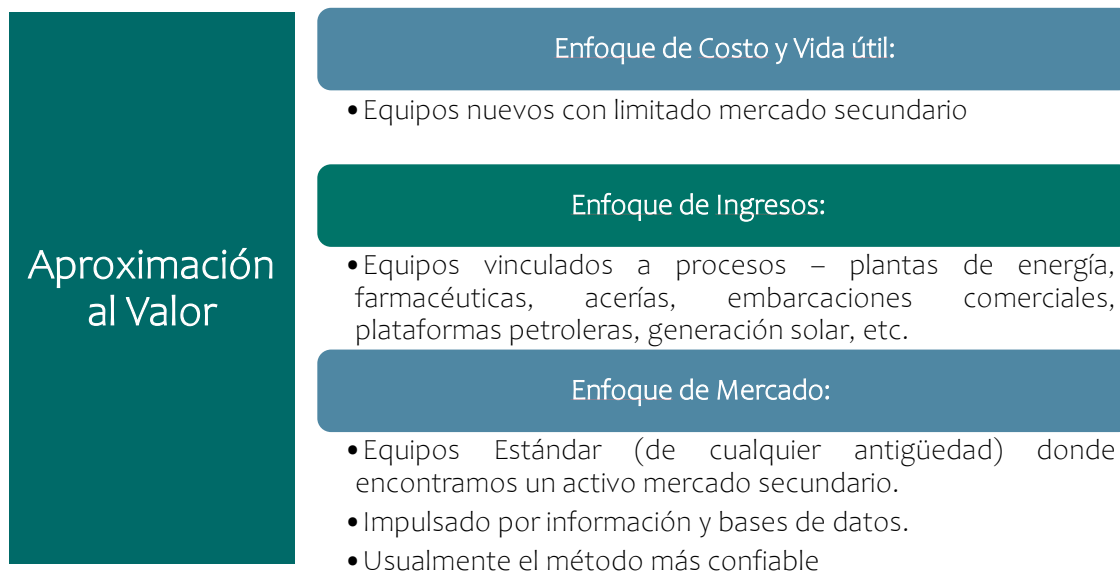 Aproximación
al Valor
Enfoque de Costo y Vida útil:
•Equipos nuevos con limitado mercado secundario
Enfoque de Ingresos:
•Equipos vinculados a procesos – plantas de energía,
farmacéuticas, acerías, embarcaciones comerciales,
plataformas petroleras, generación solar, etc.
Enfoque de Mercado:
•Equipos Estándar (de cualquier antigüedad) donde
encontramos un activo mercado secundario.
•Impulsado por información y bases de datos.
•Usualmente el método más confiable